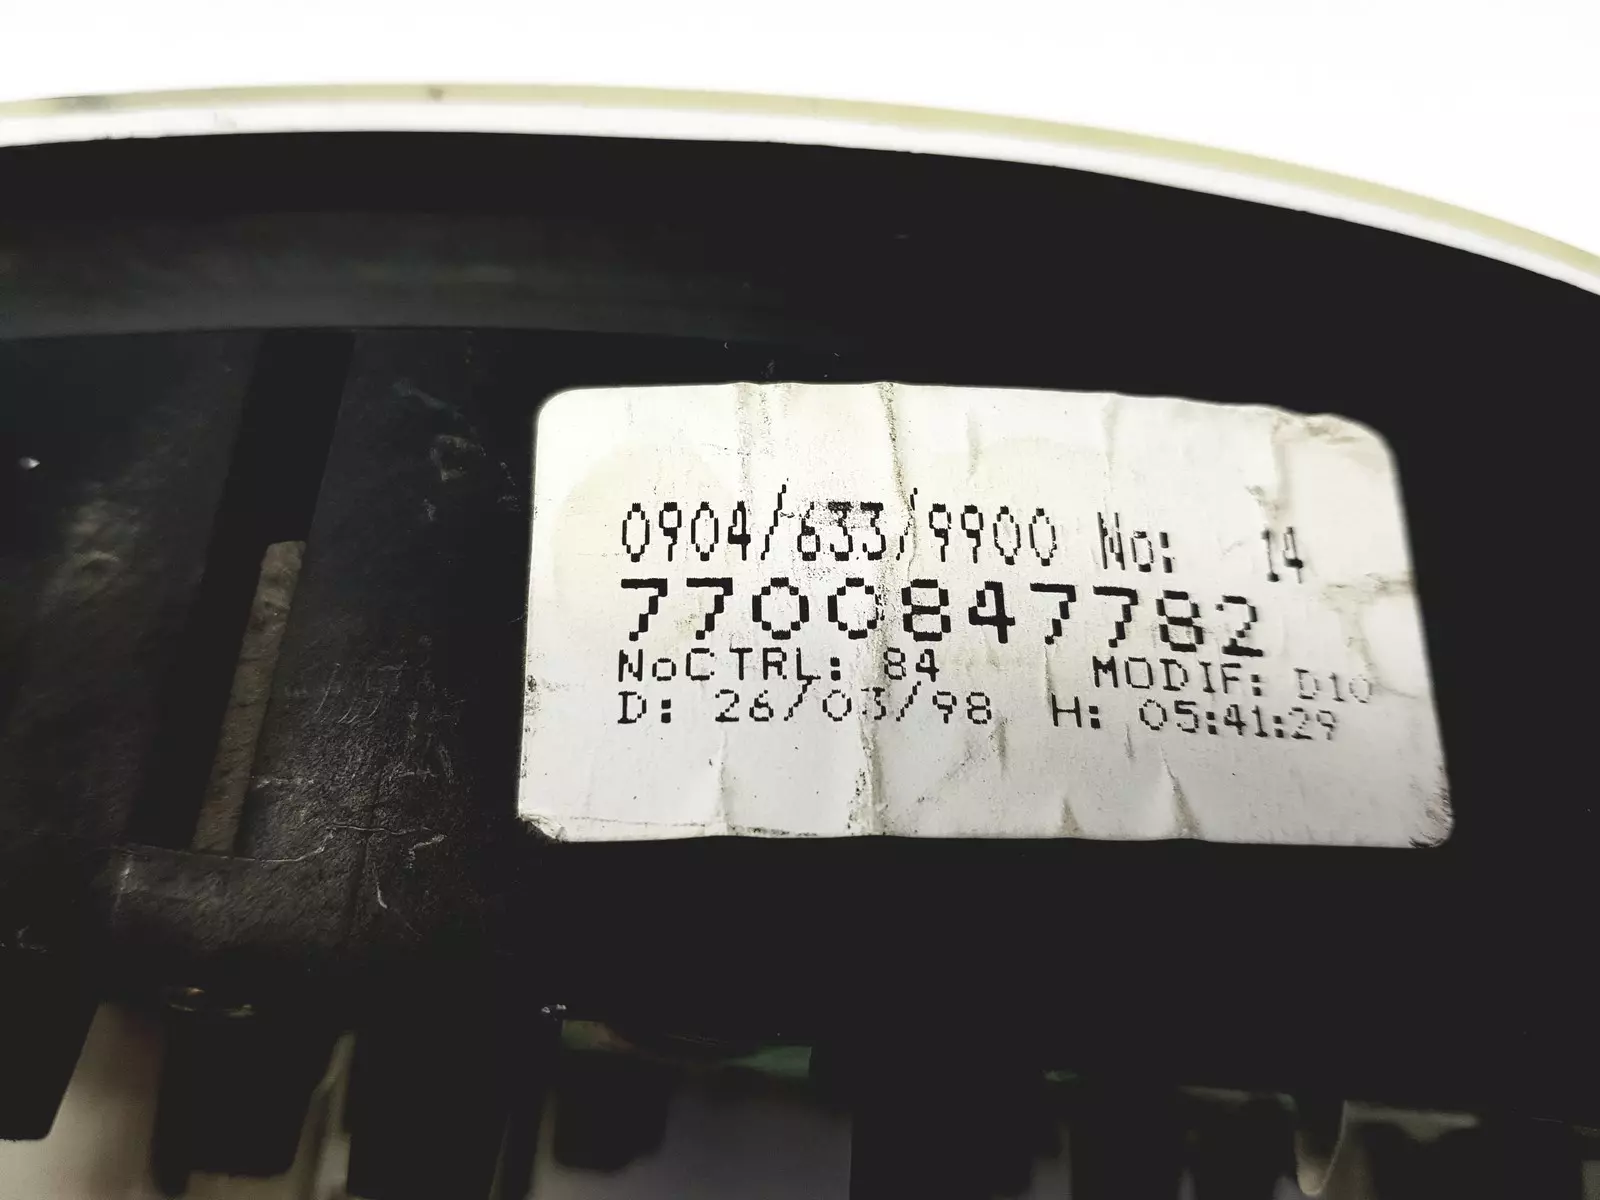 0904/633/9900 No: 14
7700847782
NoCTRL: 84 MODIF: D10
D: 26/03/98 H: 05:41:29